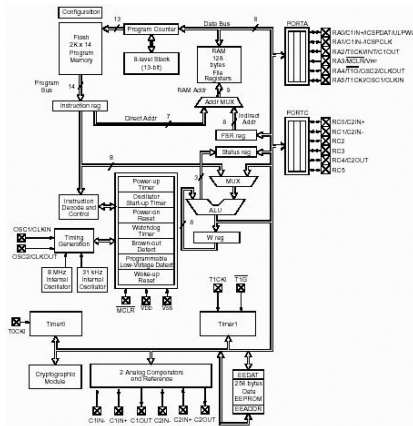 Configuration
13
Data Bus
8
PORTA
Flash
2K x 14
Program
Memory
Program Counter
8-level Stack
(13-bit)
RAM
128
bytes
File
Registers
RA0/C1IN+/ICSPDAT/ULPWU
RA1/C1IN-/ICSPCLK
RA2/T0CKI/INT/C1OUT
RA3/MCLR/VPP
RA4/T1G/OSC2/CLKOUT
RA5/T1CKI/OSC1/CLKIN
Program
Bus
14
RAM Addr
9
Instruction reg
Addr MUX
Direct Addr
7
8
Indirect
Addr
FSR reg
Status reg
PORTC
RC0/C2IN+
RC1/C2IN-
RC2
RC3
RC4/C2OUT
RC5
8
3
MUX
ALU
8
W reg
Instruction
Decode and
Control
Power-up
Timer
Oscillator
Start-up Timer
Power-on
Reset
Watchdog
Timer
Brown-out
Detect
Programmable
Low-Voltage Detect
Wake-up
Reset
OSC1/CLKIN
Timing
Generation
OSC2/CLKOUT
8 MHz
Internal
Oscillator
31 kHz
Internal
Oscillator
MCLR
VDD
VSS
T1CKI
T1G
T0CKI
Timer0
Timer1
Cryptographic
Module
2 Analog Comparators
and Reference
EEDAT
256 bytes
Data
EEPROM
EEADDR
C1IN-
C1IN+
C1OUT
C2IN-
C2IN+
C2OUT